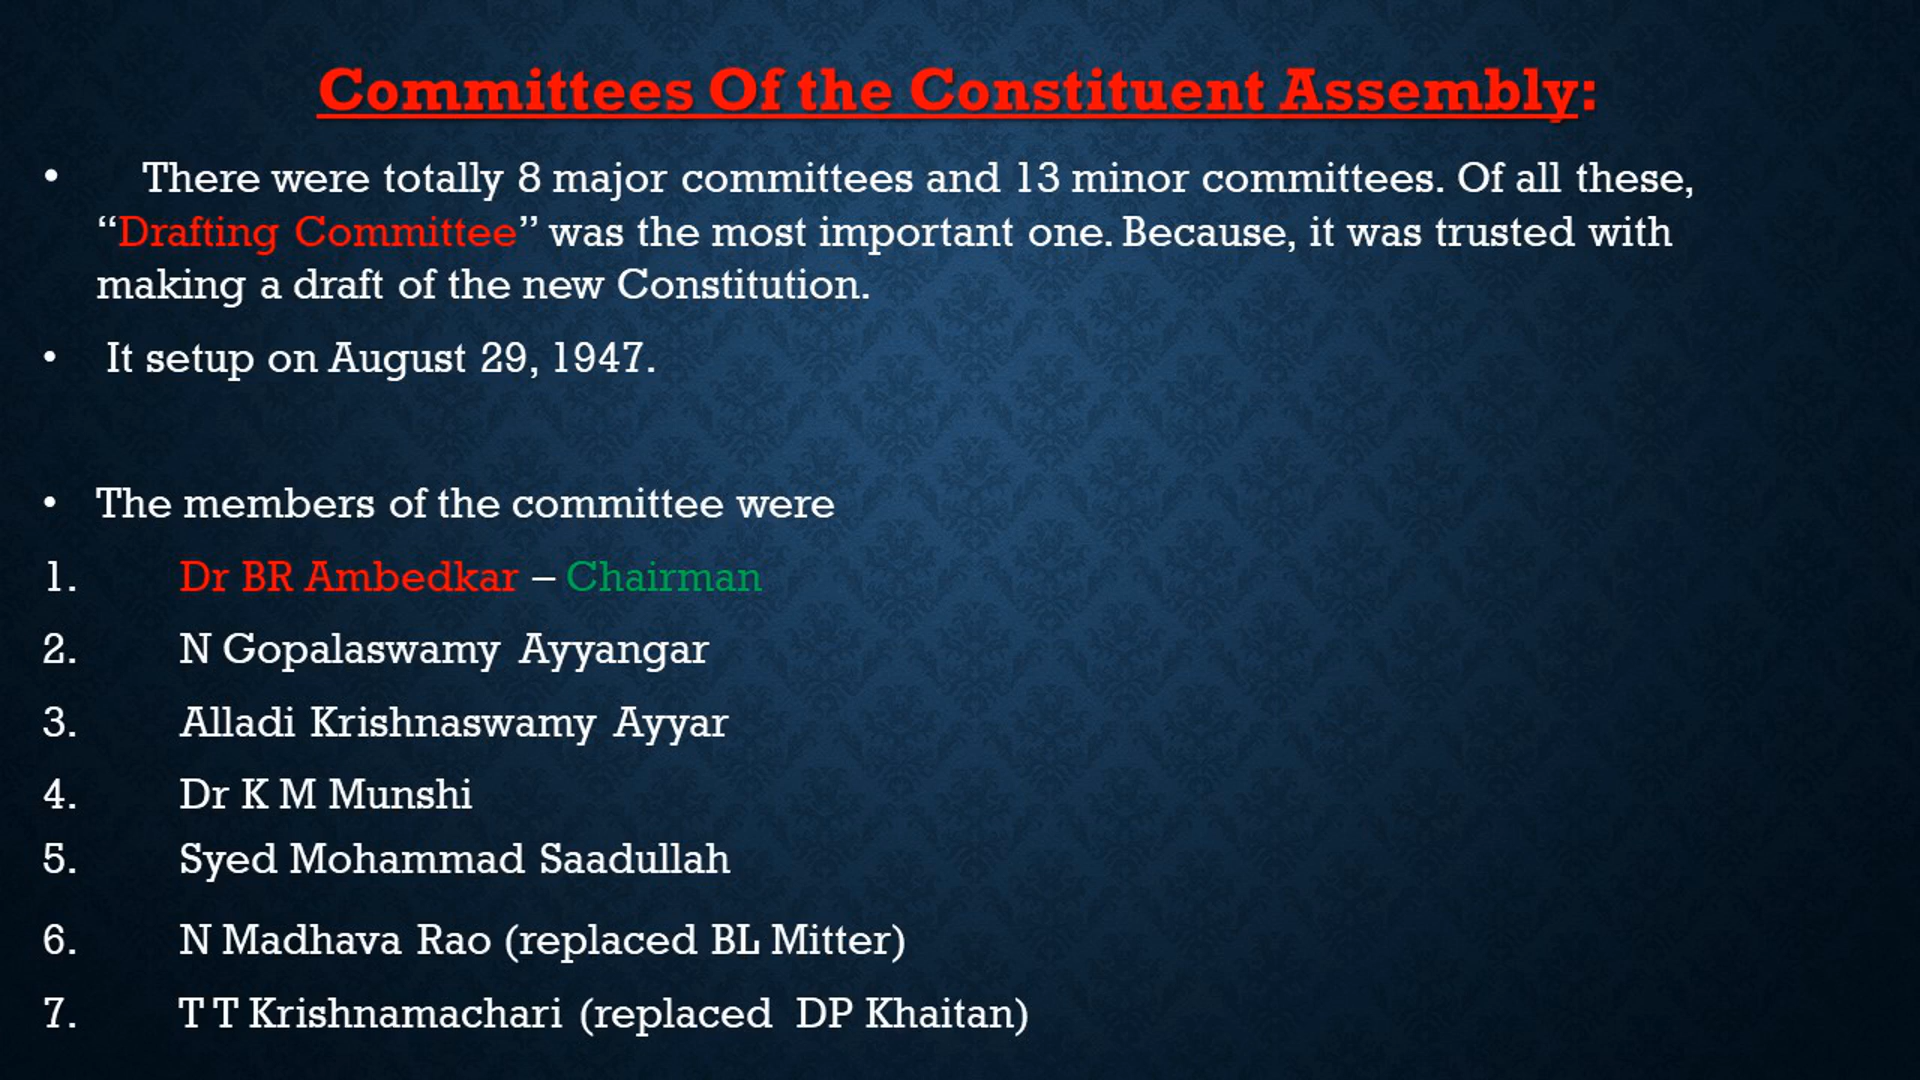 Committees Of the Constituent Assembly:
• There were totally 8 major committees and 13 minor committees. Of all these,
“Drafting Committee” was the most important one. Because, it was trusted with
making a draft of the new Constitution.
• It setup on August 29, 1947.
• The members of the committee were
1. Dr BR Ambedkar – Chairman
2. N Gopalaswamy Ayyangar
3. Alladi Krishnaswamy Ayyar
4. Dr K M Munshi
5. Syed Mohammad Saadullah
6. N Madhava Rao (replaced BL Mitter)
7. T T Krishnamachari (replaced DP Khaitan)